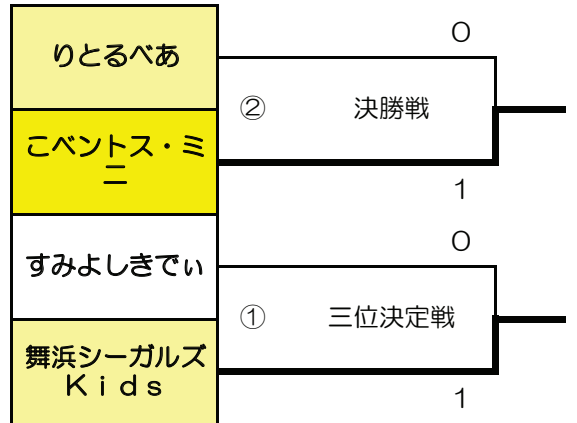 りとるべあ
0
② 決勝戦
こベントス・ミ
ニ
1
すみよしきでぃ
0
① 三位決定戦
舞浜シーガルズ
Ｋｉｄｓ
1